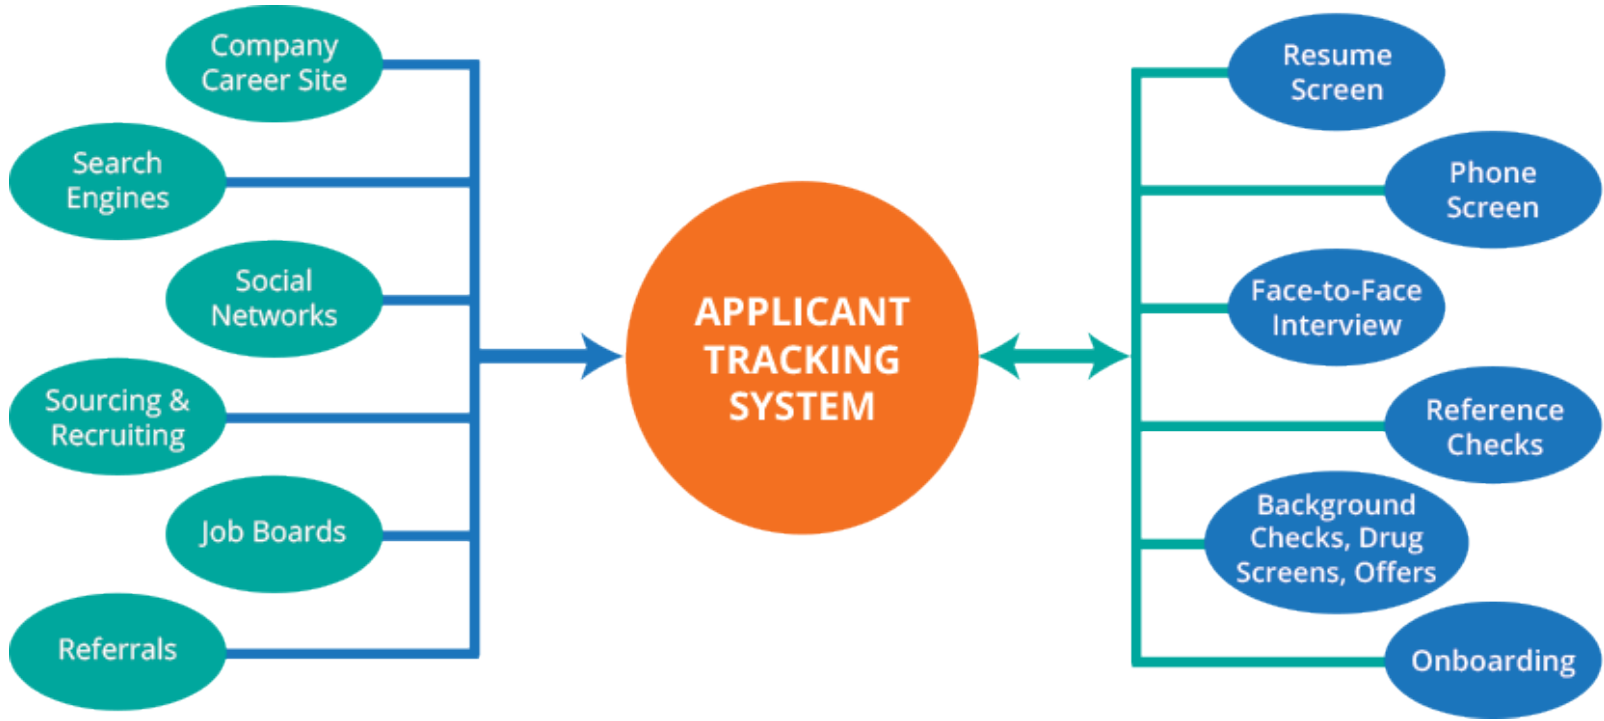 Company
Career Site
Search
Engines
Social
Networks
Sourcing &
Recruiting
Job Boards
Referrals
APPLICANT
TRACKING
SYSTEM
Resume
Screen
Phone
Screen
Face-to-Face
Interview
Reference
Checks
Background
Checks, Drug
Screens, Offers
Onboarding